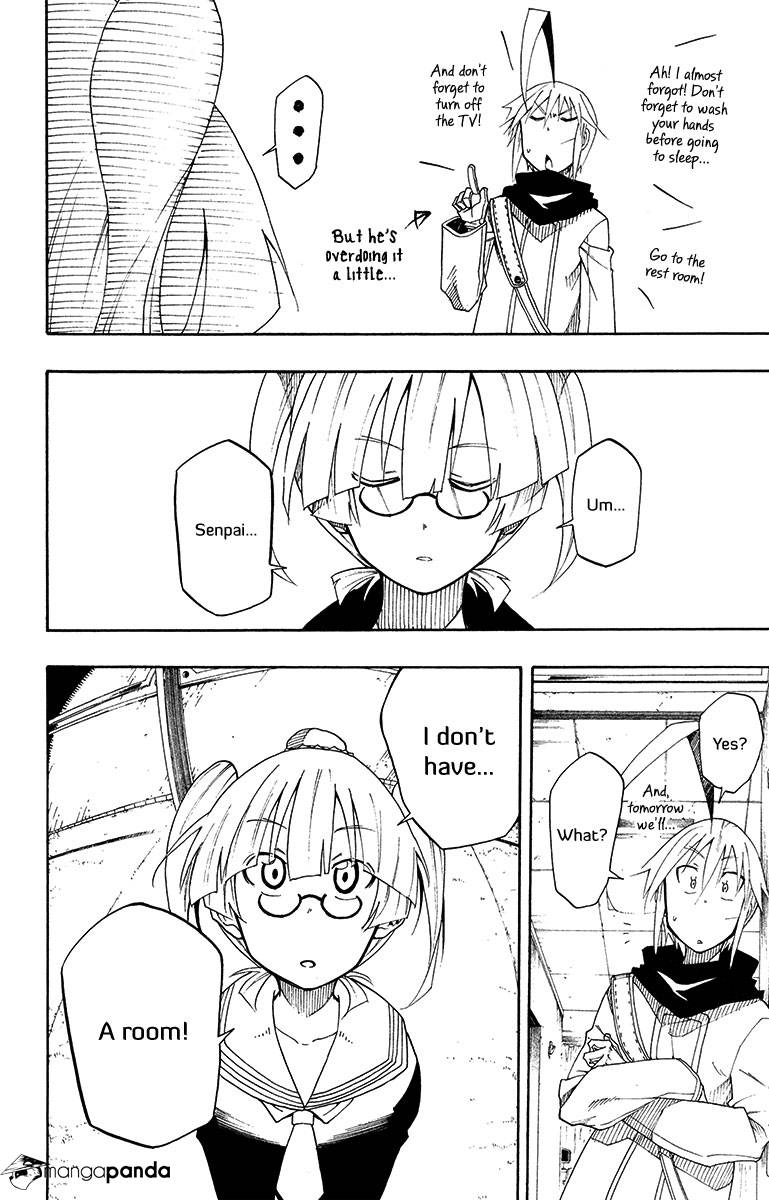 Ah! I almost
forgot! Don't
forget to wash
your hands
before going
to sleep...
Go to the
rest room!
And don't
forget to
turn off
the TV!
But he's
overdoing it
a little...
Um...
Senpai...
Yes?
And,
tomorrow
we'll...
What?
I don't
have...
A room!
mangapanda